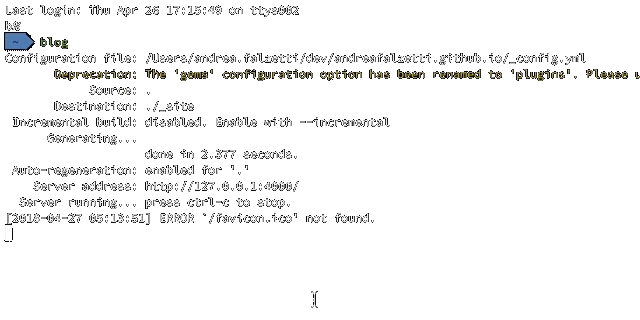 Last login: Thu Apr 26 17:15:49 on ttys002
bs
~ blog
Configuration file: /Users/andrea.falzetti/dev/andreafalzetti.github.io/_config.yml
Deprecation: The 'gems' configuration option has been renamed to 'plugins'. Please u
Source: .
Destination: ./_site
Incremental build: disabled. Enable with --incremental
Generating...
done in 2.377 seconds.
Auto-regeneration: enabled for '.'
Server address: http://127.0.0.1:4000/
Server running... press ctrl-c to stop.
[2018-04-27 05:13:51] ERROR `/favicon.ico' not found.